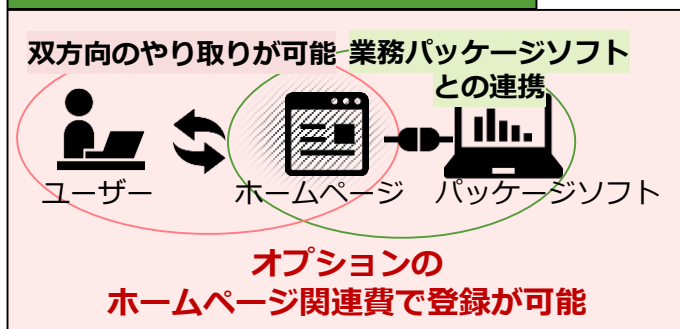 双方向のやり取りが可能
業務パッケージソフト
との連携
ユーザー
ホームページ
パッケージソフト
オプションの
ホームページ関連費で登録が可能